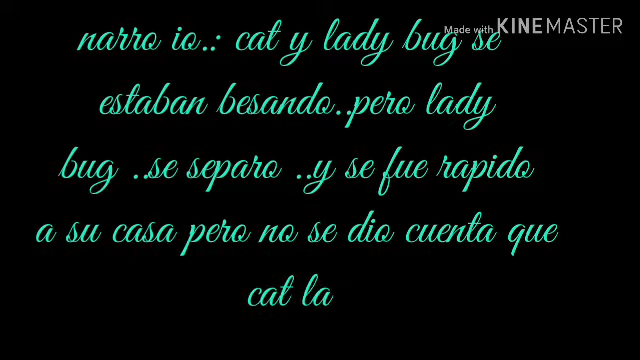 Made with KINEMASTER
narro io..: cat y lady bug se
estaban besando..pero lady
bug ..se separo ..y se fue rapido
a su casa pero no se dio cuenta que
cat la